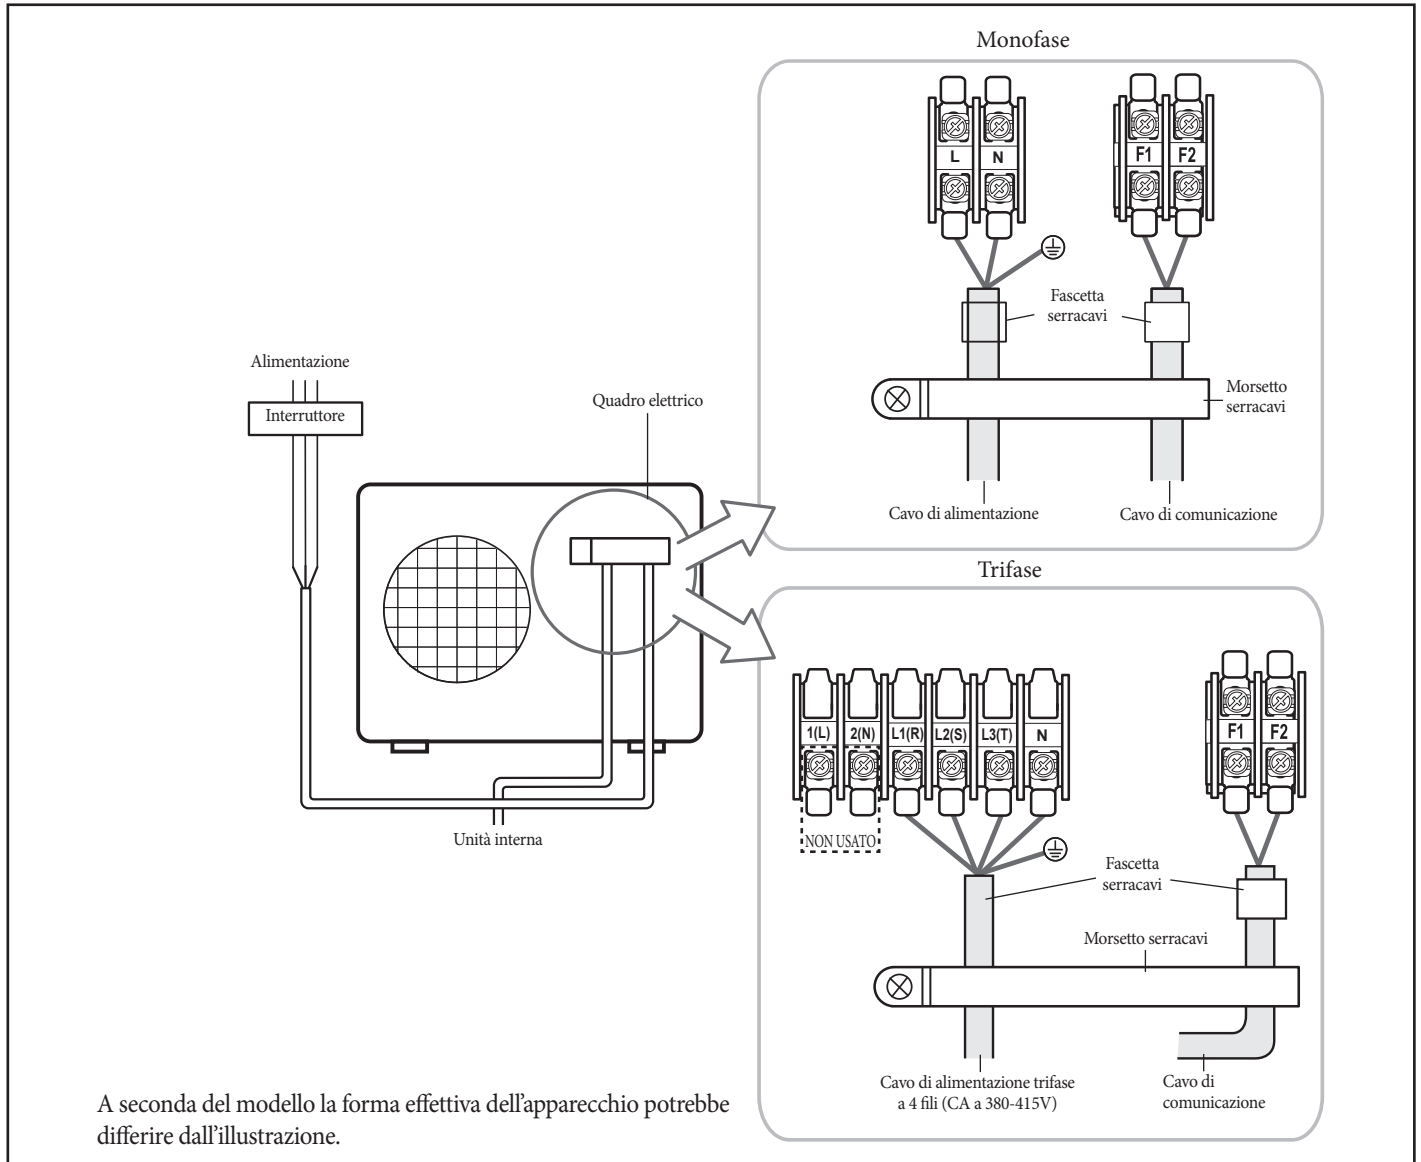 Monofase
L
N
F1
F2
Fascetta
serracavi
Morsetto
serracavi
Cavo di alimentazione
Cavo di comunicazione
Alimentazione
Interruttore
Quadro elettrico
Unità interna
Trifase
1(L)
2(N)
L1(R)
L2(S)
L3(T)
N
F1
F2
NON USATO
Fascetta
serracavi
Morsetto serracavi
Cavo di alimentazione trifase
a 4 fili (CA a 380-415V)
Cavo di
comunicazione
A seconda del modello la forma effettiva dell'apparecchio potrebbe
differire dall'illustrazione.